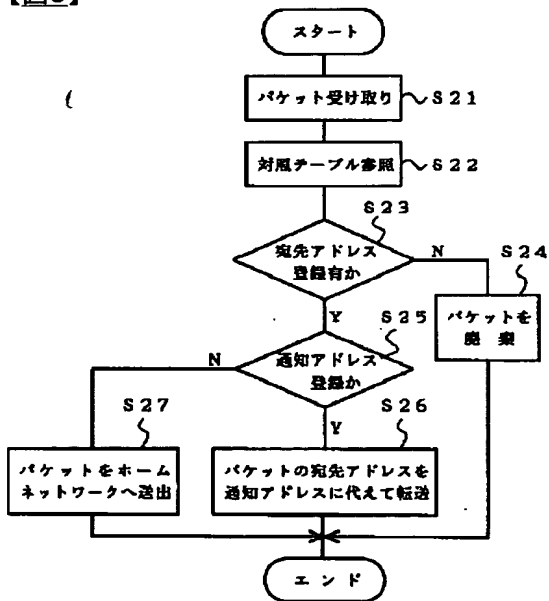 スタート
パケット受け取り
S21
対照テーブル参照
S22
S23
宛先アドレス
登録有か
N
S24
パケットを
廃 棄
Y
S25
通知アドレス
登録か
N
S27
パケットをホーム
ネットワークへ送出
Y
S26
パケットの宛先アドレスを
通知アドレスに代えて転送
エ ン ド